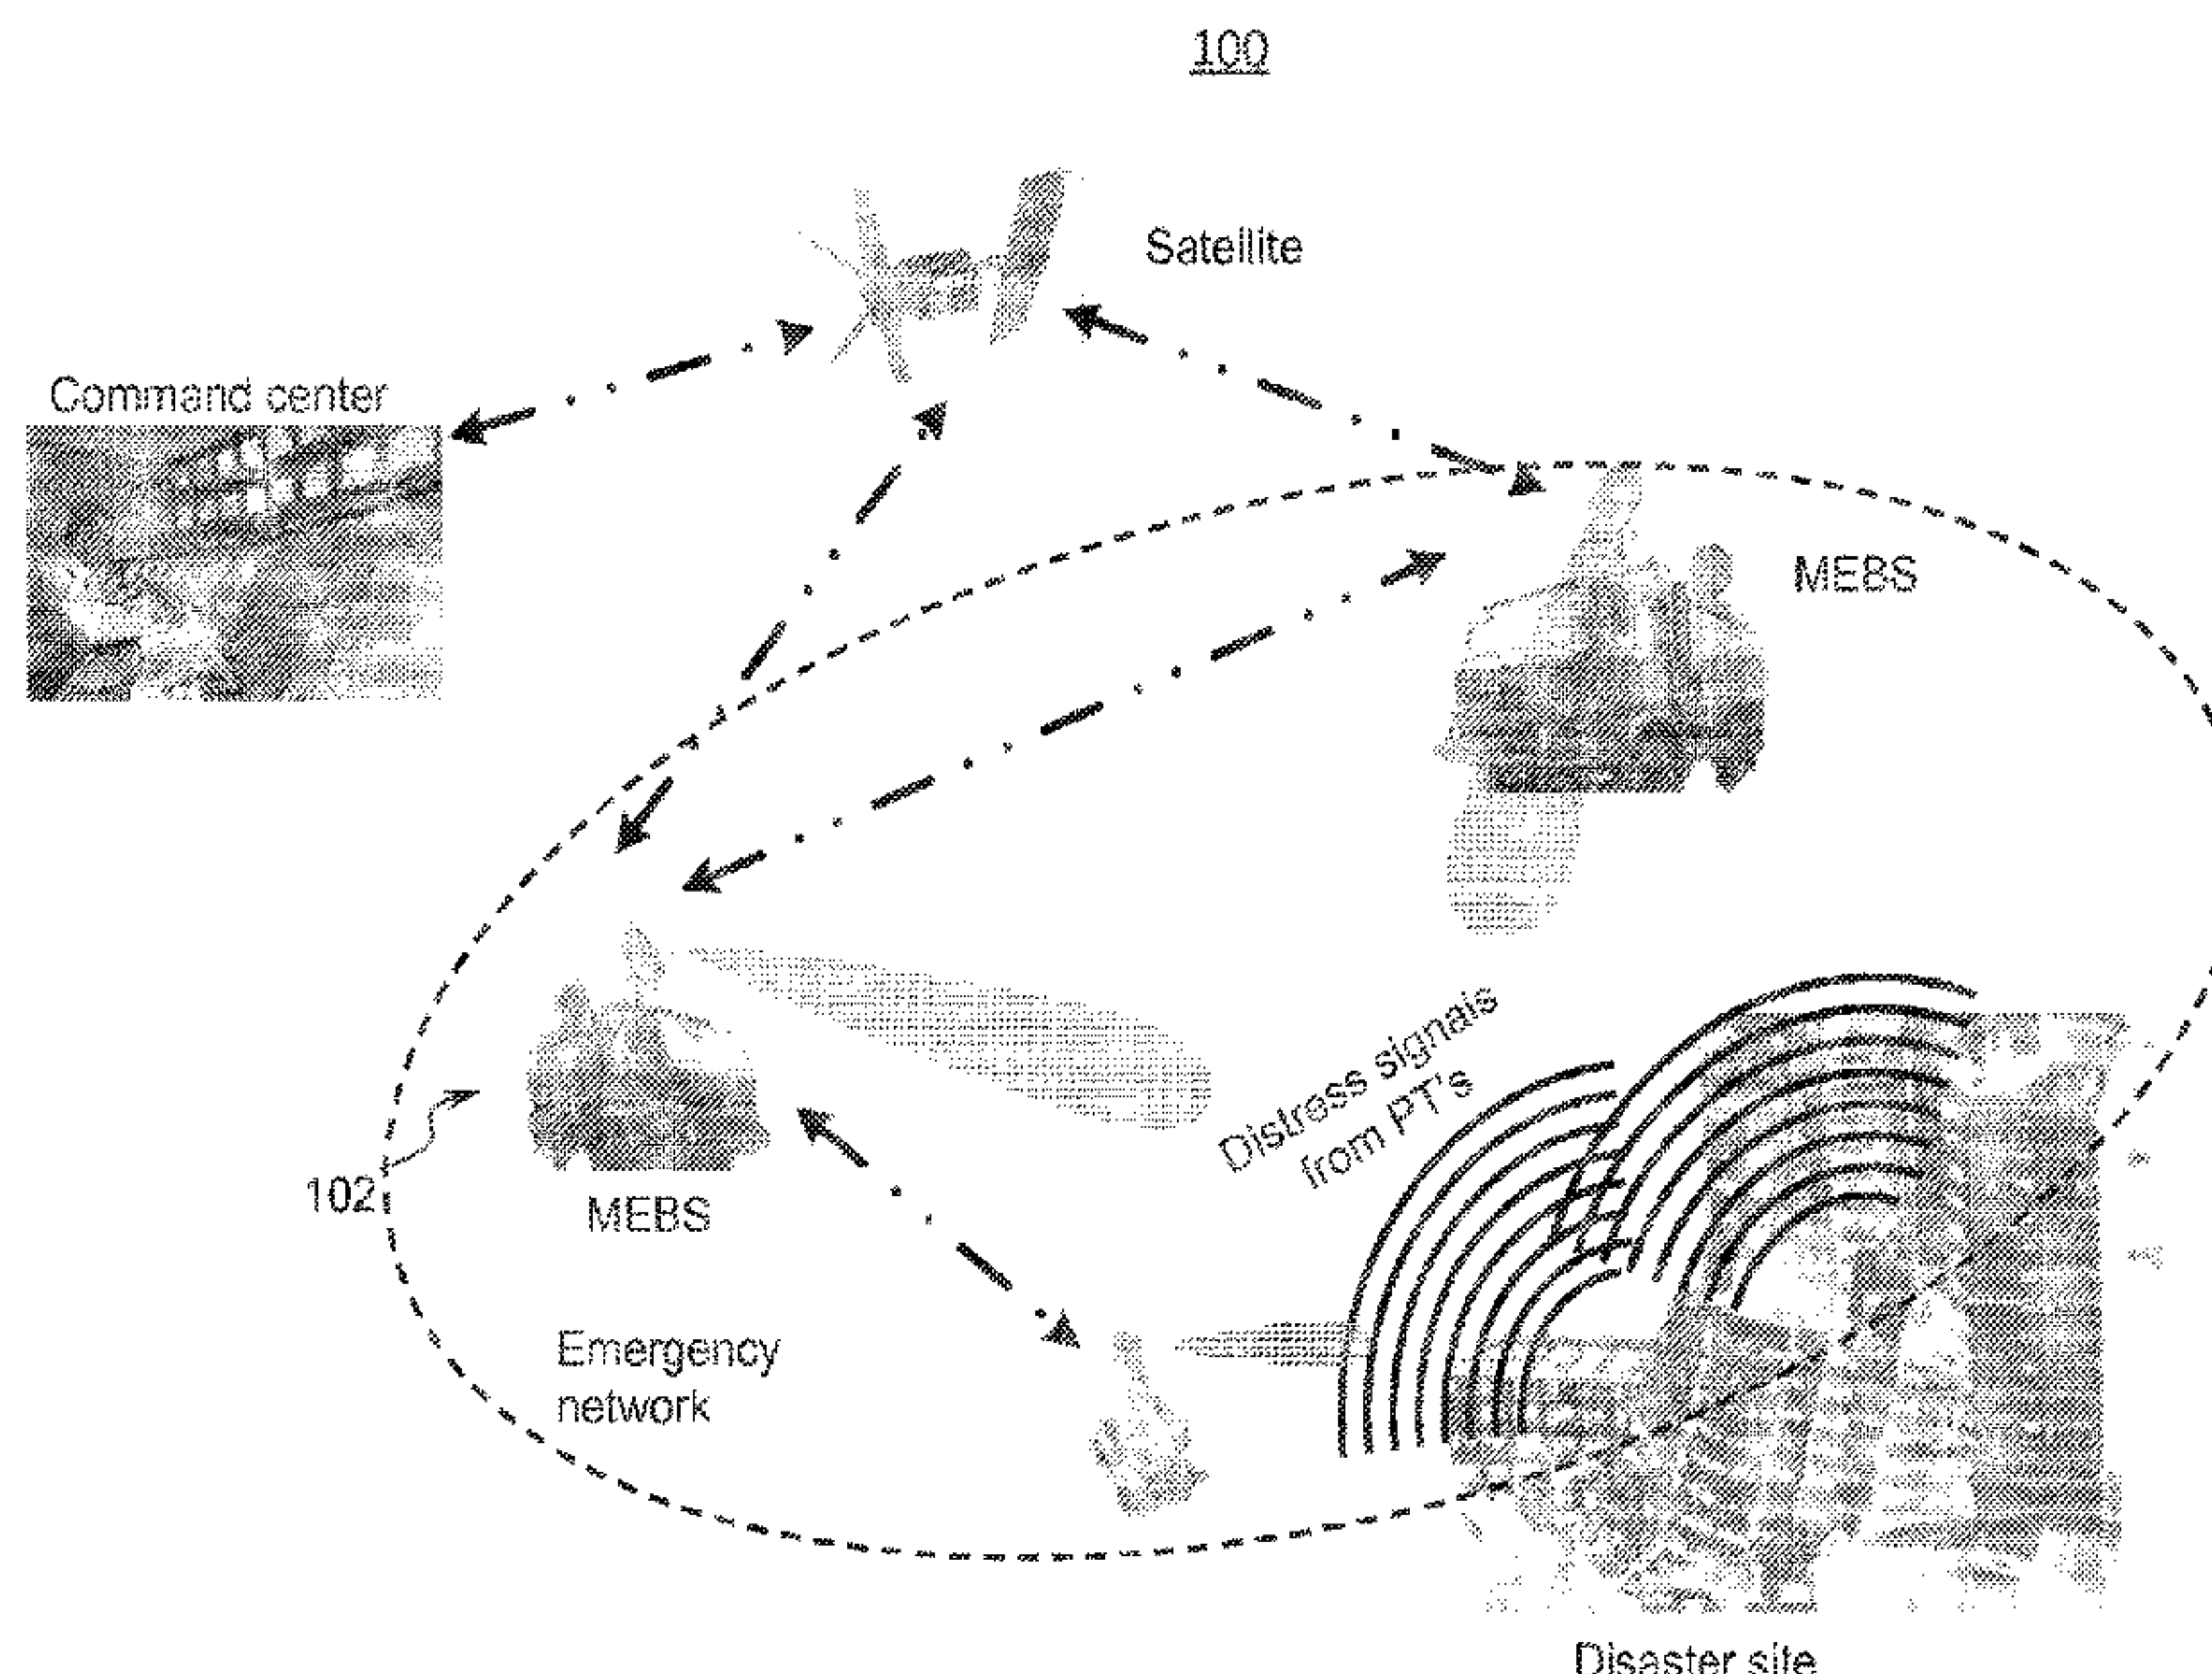 100
Satellite
Command center
MEBS
Distress signals
from PT's
102
MEBS
Emergency
network
Disaster site